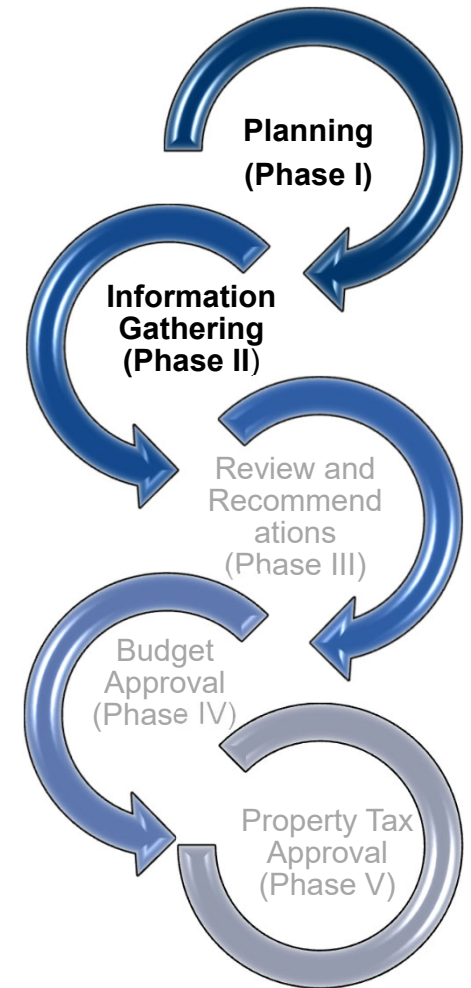 Planning
(Phase I)
Information
Gathering
(Phase II)
Review and
Recommend
ations
(Phase III)
Budget
Approval
(Phase IV)
Property Tax
Approval
(Phase V)